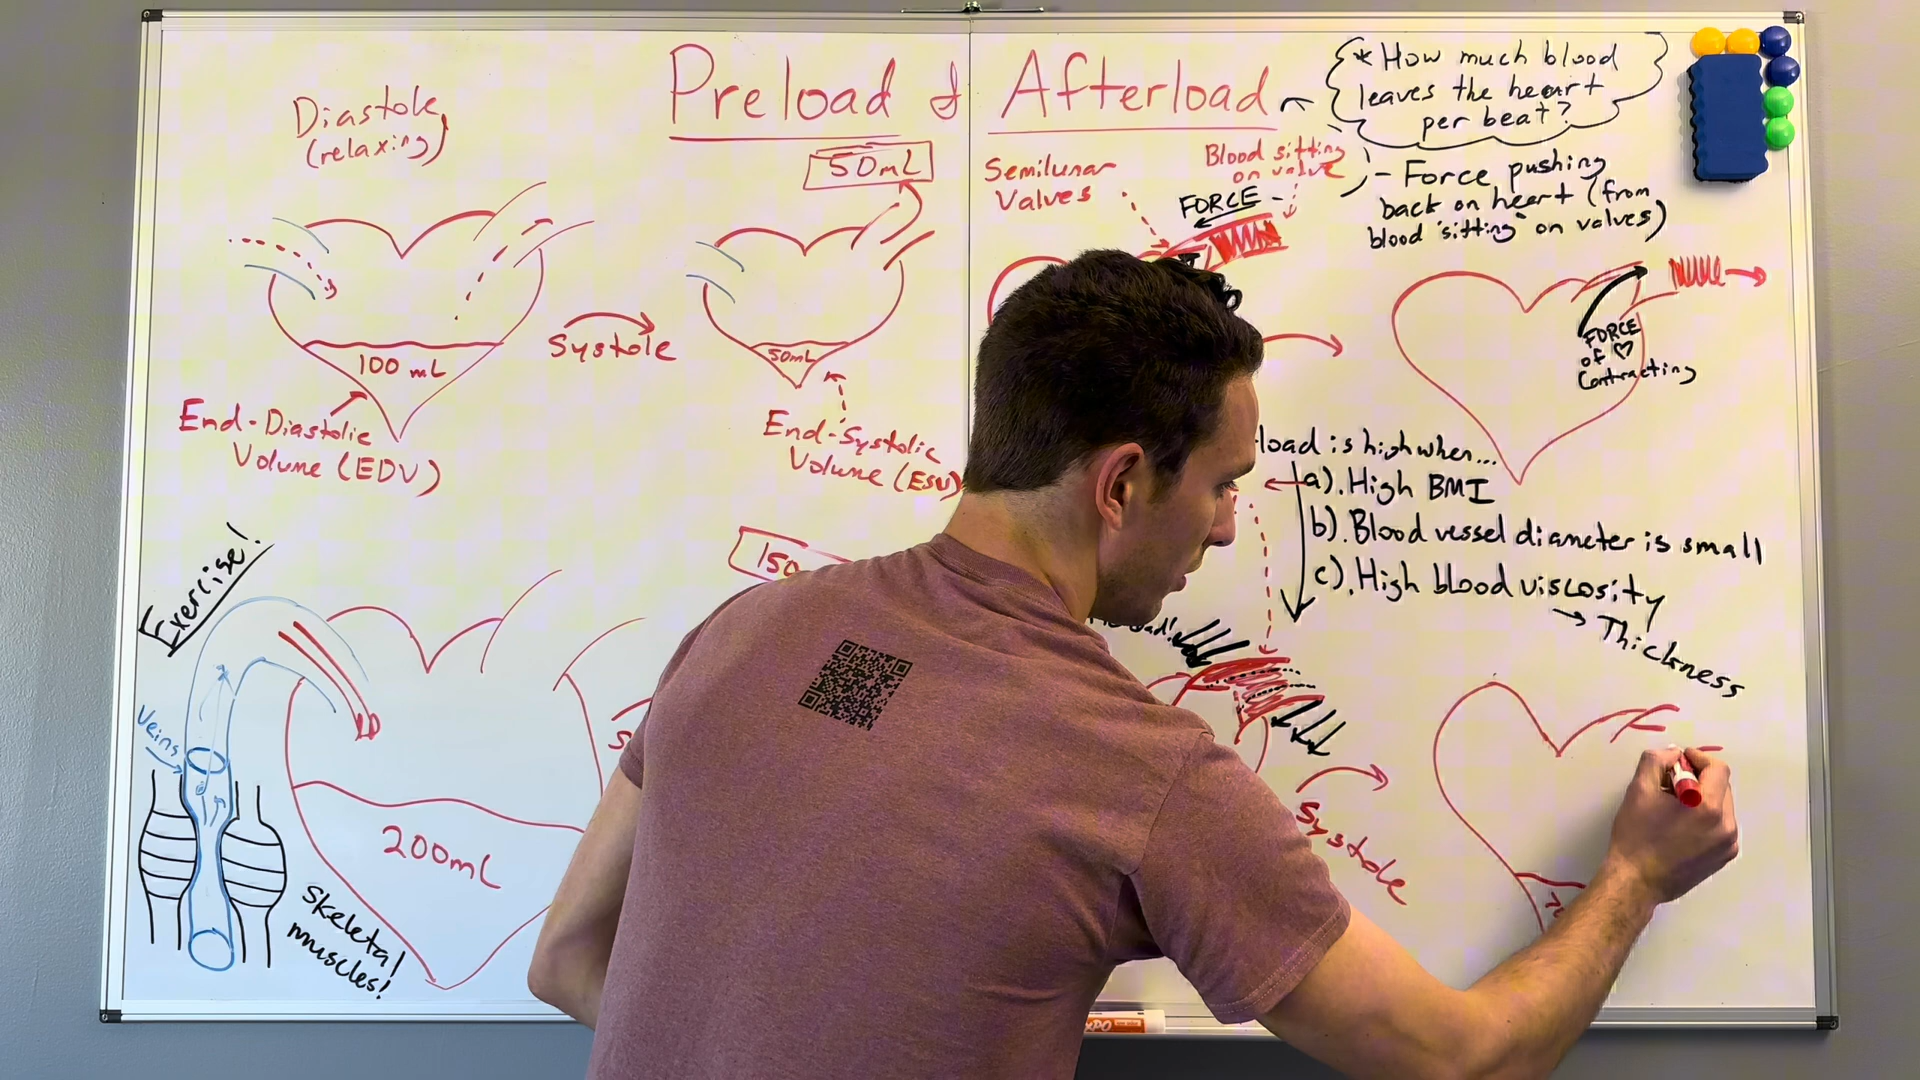 Preload & Afterload
* How much blood
leaves the heart
per beat?
- Force pushing
back on heart (from
blood "sitting" on valves)
Diastole
(relaxing)
100 mL
End-Diastolic
Volume (EDV)
Systole
50mL
50mL
End-Systolic
Volume (ESV)
Semilunar
Valves
Blood sitting
on valve
FORCE
FORCE
of ♡
Contracting
load is high when...
a). High BMI
b). Blood vessel diameter is small
c). High blood viscosity
→ Thickness
Exercise!
Veins
200mL
Skeletal
muscles!
150
Systole
EXPO